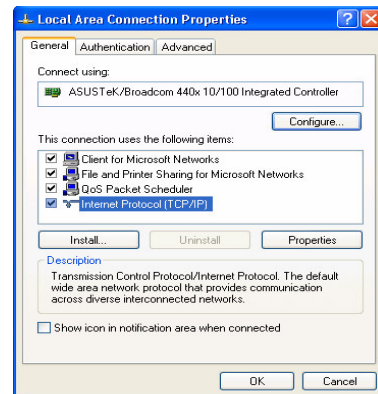 Local Area Connection Properties
General Authentication Advanced
Connect using:
ASUSTeK/Broadcom 440x 10/100 Integrated Controller
Configure...
This connection uses the following items:
Client for Microsoft Networks
File and Printer Sharing for Microsoft Networks
QoS Packet Scheduler
Internet Protocol (TCP/IP)
Install... Uninstall Properties
Description
Transmission Control Protocol/Internet Protocol. The default
wide area network protocol that provides communication
across diverse interconnected networks.
Show icon in notification area when connected
OK Cancel